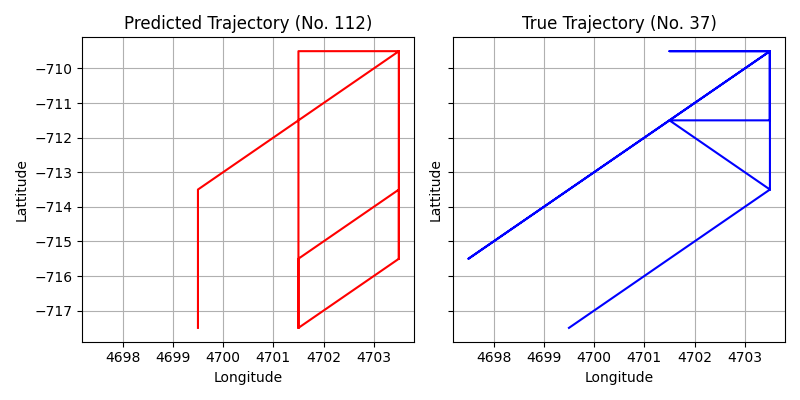 Predicted Trajectory (No. 112)
True Trajectory (No. 37)
−710
−711
−712
−713
−714
−715
−716
−717
Lattitude
Lattitude
4698 4699 4700 4701 4702 4703
4698 4699 4700 4701 4702 4703
Longitude
Longitude